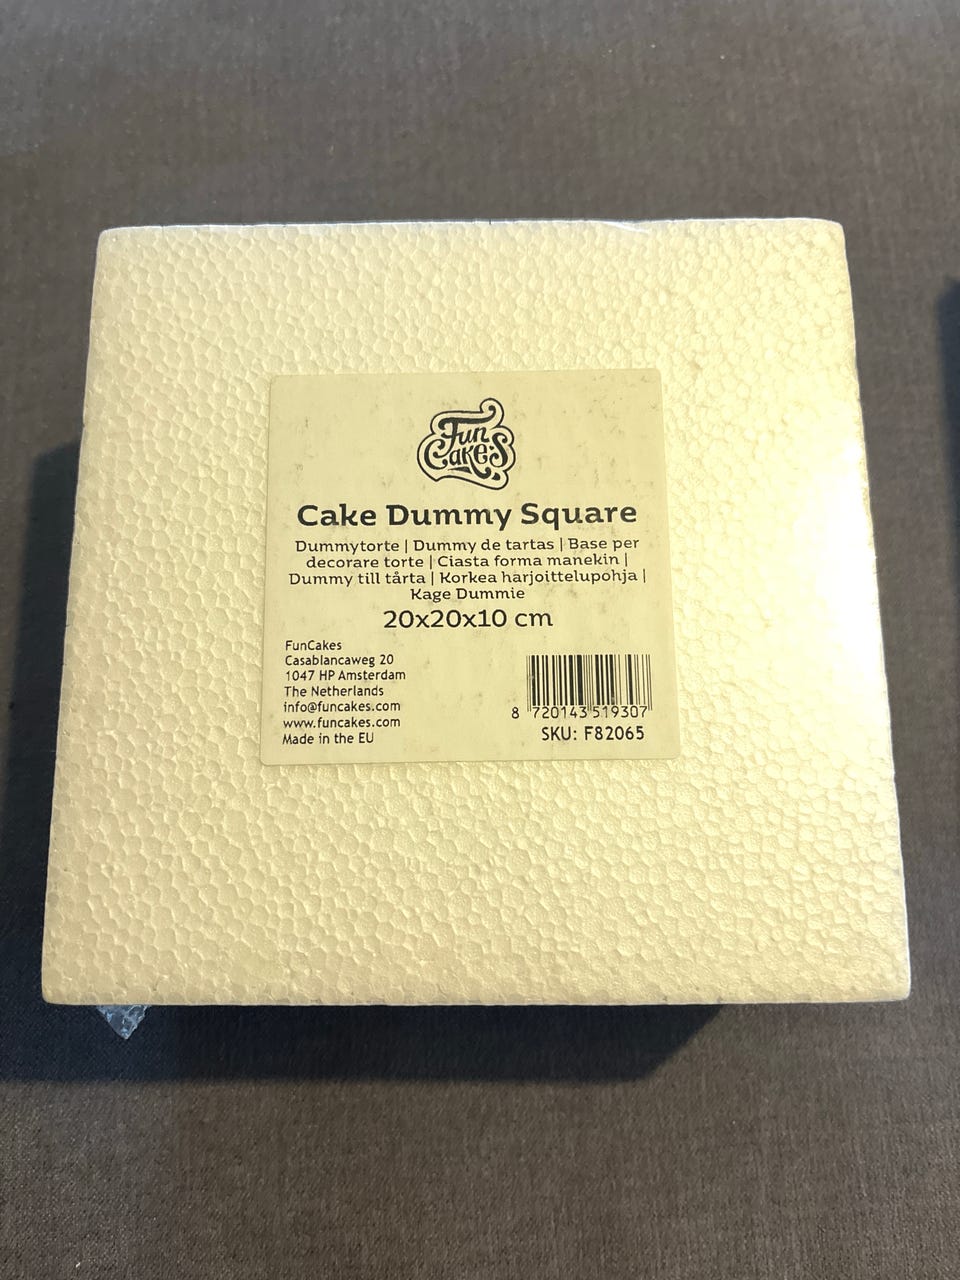 Fun
Cakes
Cake Dummy Square
Dummytorte | Dummy de tartas | Base per
decorare torte | Ciasta forma manekin |
Dummy till tårta | Korkea harjoittelupohja |
Kage Dummie
20x20x10 cm
FunCakes
Casablancaweg 20
1047 HP Amsterdam
The Netherlands
info@funcakes.com
www.funcakes.com
Made in the EU
8 720143 519307
SKU: F82065